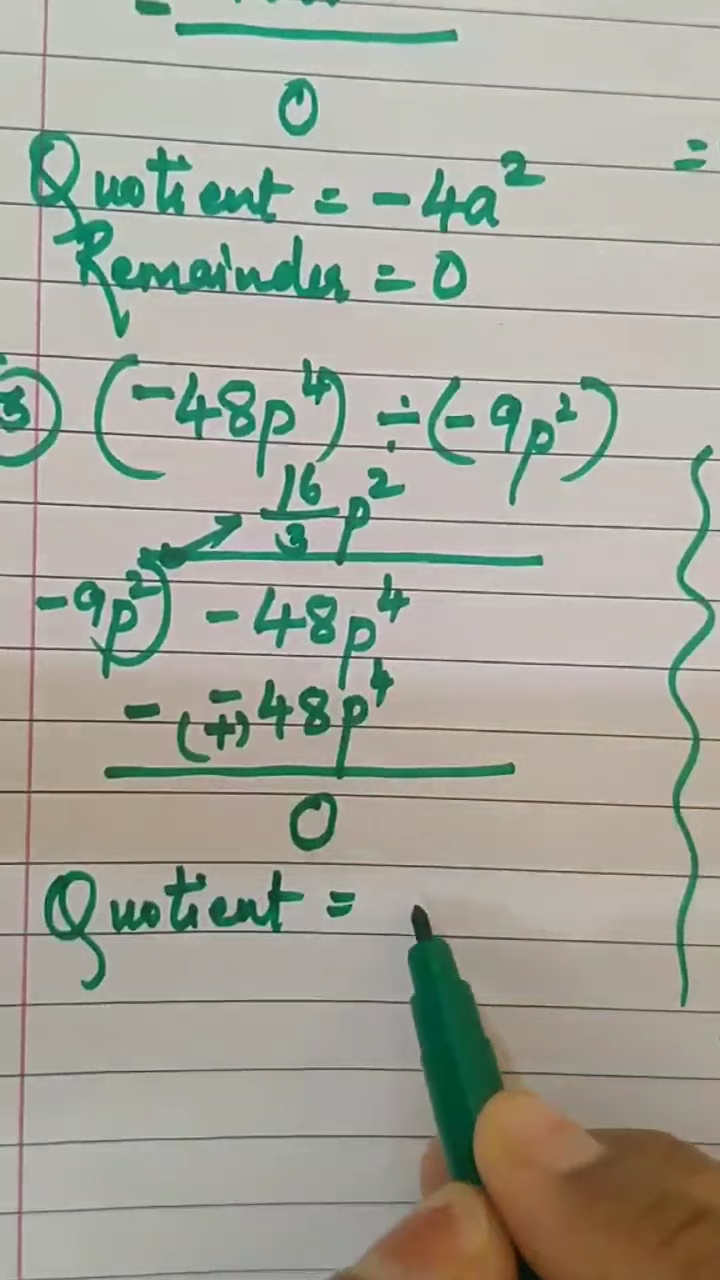 0
=
Quotient = -4a²
Remainder = 0
3 (-48p⁴) ÷ (-9p²)
16/3 p²
-9p²) -48p⁴
- (+) -48p⁴
0
Quotient =